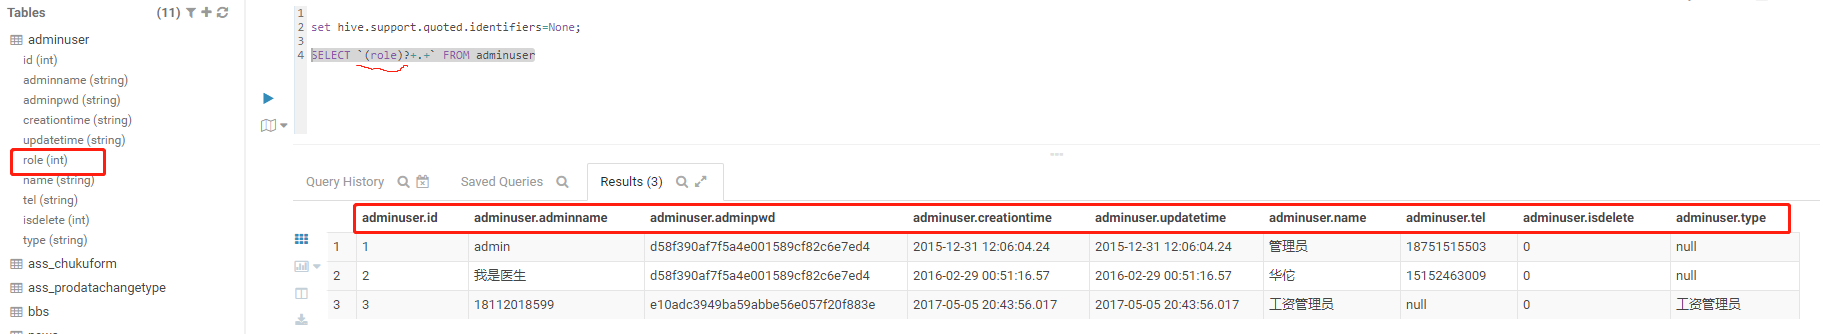 Tables (11)
adminuser
id (int)
adminname (string)
adminpwd (string)
creationtime (string)
updatetime (string)
role (int)
name (string)
tel (string)
isdelete (int)
type (string)
ass_chukuform
ass_prodatachangetype
bbs
1
2 set hive.support.quoted.identifiers=None;
3
4 SELECT `(role)?+.+` FROM adminuser
Query History Saved Queries Results (3)
adminuser.id adminuser.adminname adminuser.adminpwd adminuser.creationtime adminuser.updatetime adminuser.name adminuser.tel adminuser.isdelete adminuser.type
1 1 admin d58f390af7f5a4e001589cf82c6e7ed4 2015-12-31 12:06:04.24 2015-12-31 12:06:04.24 管理员 18751515503 0 null
2 2 我是医生 d58f390af7f5a4e001589cf82c6e7ed4 2016-02-29 00:51:16.57 2016-02-29 00:51:16.57 华佗 15152463009 0 null
3 3 18112018599 e10adc3949ba59abbe56e057f20f883e 2017-05-05 20:43:56.017 2017-05-05 20:43:56.017 工资管理员 null 0 工资管理员